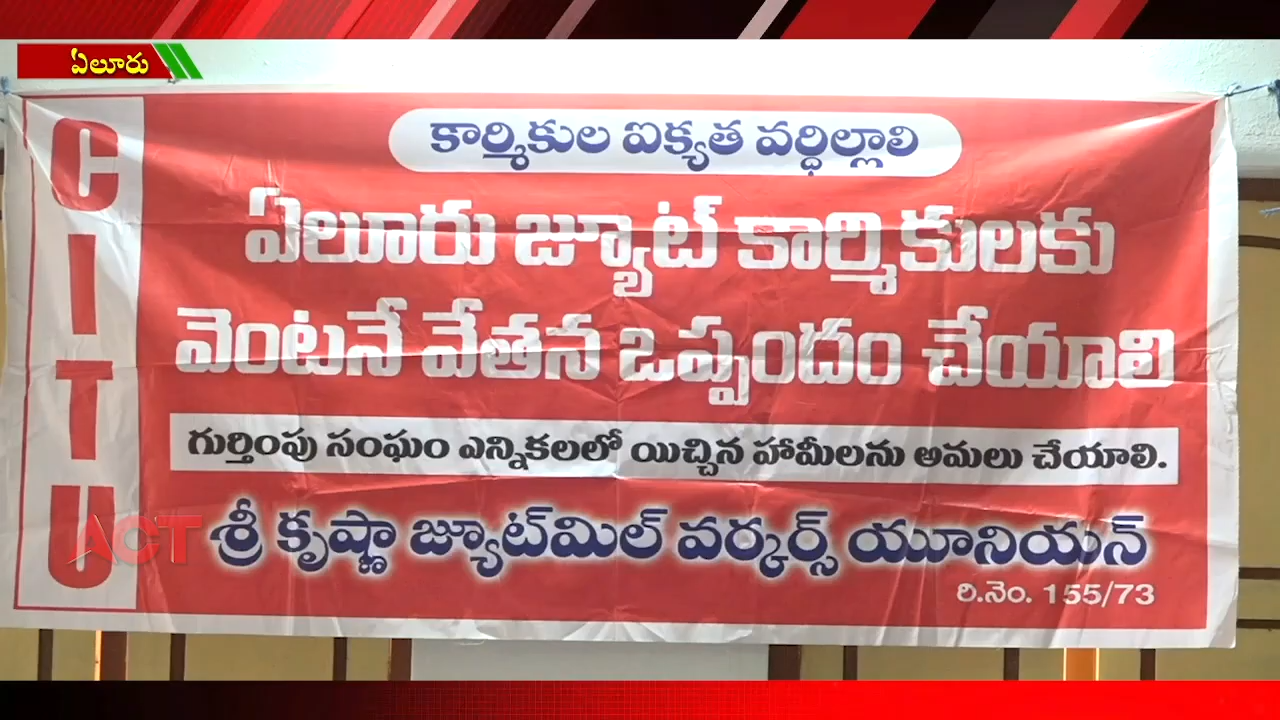 ఏలూరు
CITU
కార్మికుల ఐక్యత వర్ధిల్లాలి
ఏలూరు జ్యూట్ కార్మికులకు
వెంటనే వేతన ఒప్పందం చేయాలి
గుర్తింపు సంఘం ఎన్నికలలో యిచ్చిన హామీలను అమలు చేయాలి.
శ్రీ కృష్ణా జ్యూట్‌మిల్ వర్కర్స్ యూనియన్
రి.నెం. 155/73
ACT